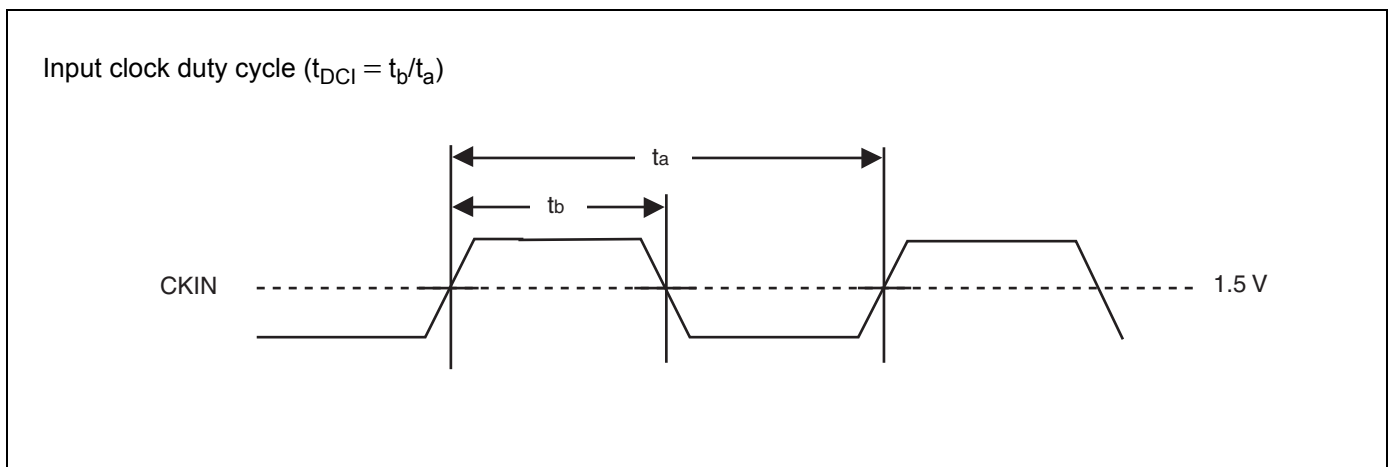 Input clock duty cycle (tDCI = tb/ta)
ta
tb
CKIN
1.5 V